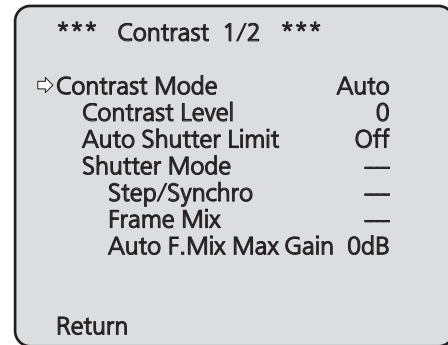 *** Contrast 1/2 ***
⇨Contrast Mode Auto
Contrast Level 0
Auto Shutter Limit Off
Shutter Mode —
Step/Synchro —
Frame Mix —
Auto F.Mix Max Gain 0dB
Return